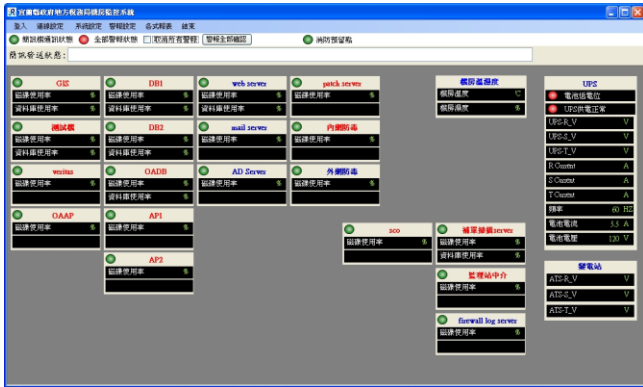 宜蘭縣政府地方稅務局機房監控系統
登入 連線設定 系統設定 警報設定 各式報表 結束
簡訊機通訊狀態 全部警報狀態 取消所有警報 警報全部確認 消防預留點
簡訊發送狀態:
GIS
磁碟使用率 %
資料庫使用率 %
DB1
磁碟使用率 %
資料庫使用率 %
web server
磁碟使用率 %
資料庫使用率 %
patch server
磁碟使用率 %
機房溫濕度
機房溫度 ℃
機房濕度 %
UPS
電池低電位
UPS供電正常
UPS-R_V V
UPS-S_V V
UPS-T_V V
R Current A
S Current A
T Current A
頻率 60 HZ
電池電流 5.5 A
電池電壓 120 V
測試機
磁碟使用率 %
資料庫使用率 %
DB2
磁碟使用率 %
資料庫使用率 %
mail server
磁碟使用率 %
內網防毒
磁碟使用率 %
veritas
磁碟使用率 %
OADB
磁碟使用率 %
資料庫使用率 %
AD Server
磁碟使用率 %
外網防毒
磁碟使用率 %
OAAP
磁碟使用率 %
AP1
磁碟使用率 %
AP2
磁碟使用率 %
sco
磁碟使用率 %
補單掃描server
磁碟使用率 %
資料庫使用率 %
監理站中介
磁碟使用率 %
firewall log server
磁碟使用率 %
變電站
ATS-R_V V
ATS-S_V V
ATS-T_V V